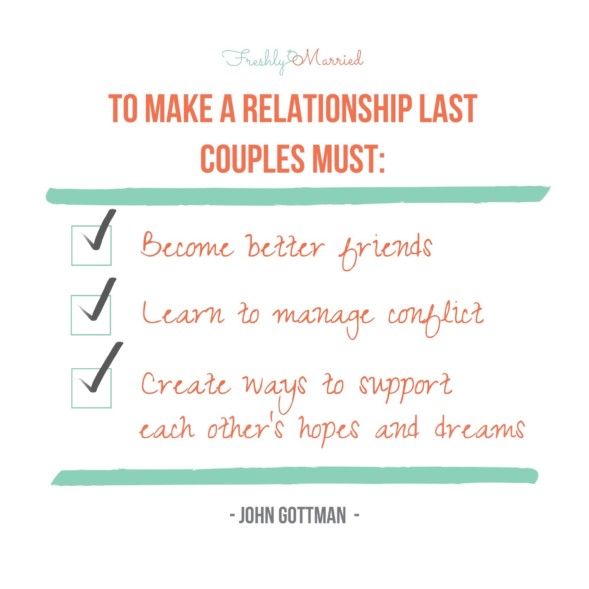 Freshly Married
TO MAKE A RELATIONSHIP LAST
COUPLES MUST:
Become better friends
Learn to manage conflict
Create ways to support
each other's hopes and dreams
- JOHN GOTTMAN -